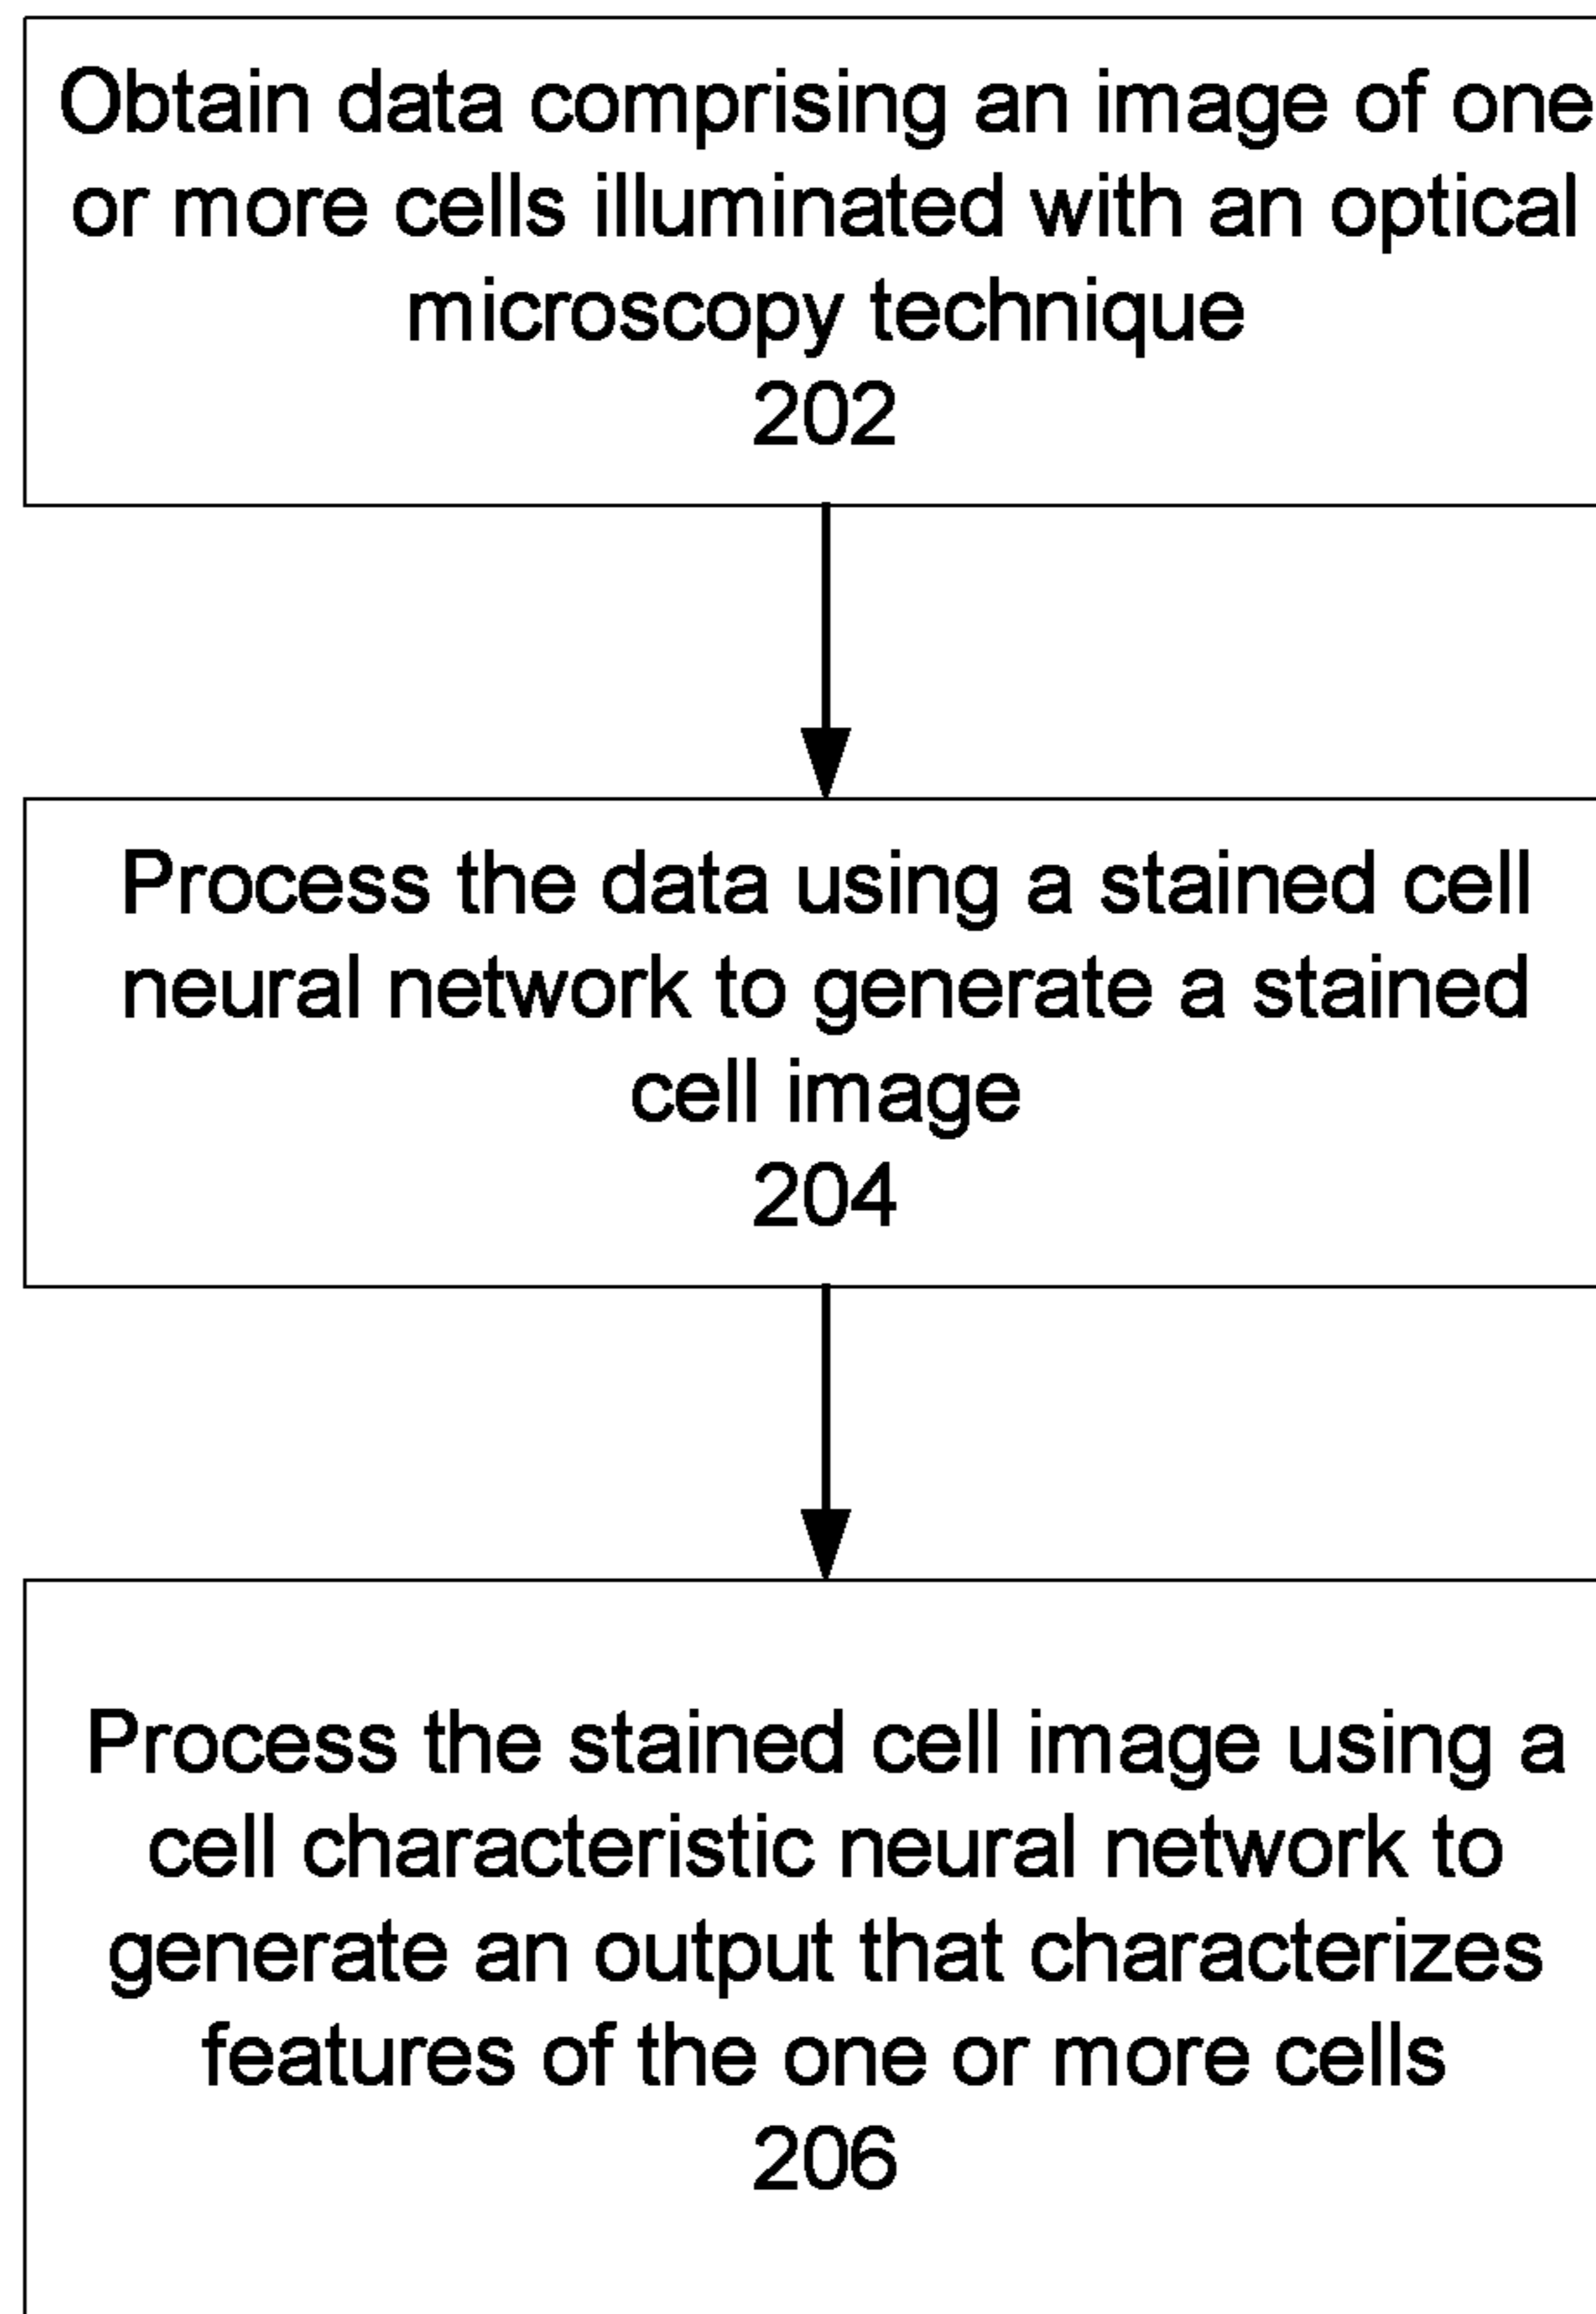 Obtain data comprising an image of one
or more cells illuminated with an optical
microscopy technique
202
Process the data using a stained cell
neural network to generate a stained
cell image
204
Process the stained cell image using a
cell characteristic neural network to
generate an output that characterizes
features of the one or more cells
206